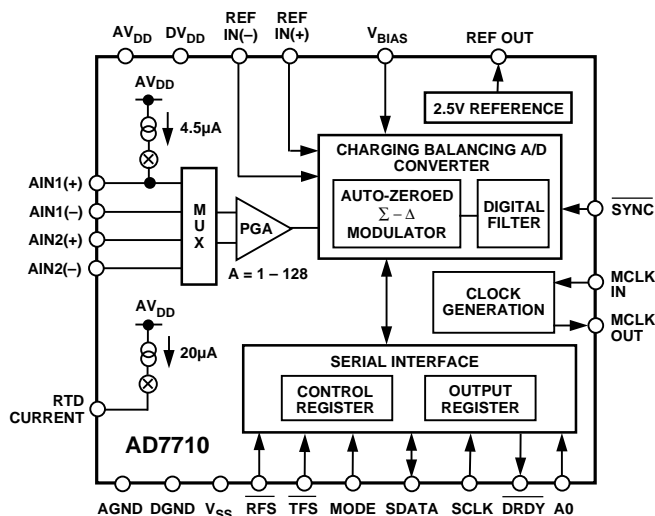 AVDD DVDD REF IN(–) REF IN(+) VBIAS REF OUT
AVDD
4.5µA
2.5V REFERENCE
CHARGING BALANCING A/D
CONVERTER
AUTO-ZEROED
Σ – Δ
MODULATOR
DIGITAL
FILTER
AIN1(+)
AIN1(–)
AIN2(+)
AIN2(–)
M
U
X
PGA
A = 1 – 128
SYNC
CLOCK
GENERATION
MCLK
IN
MCLK
OUT
AVDD
20µA
RTD
CURRENT
SERIAL INTERFACE
CONTROL
REGISTER
OUTPUT
REGISTER
AD7710
AGND DGND VSS RFS TFS MODE SDATA SCLK DRDY A0